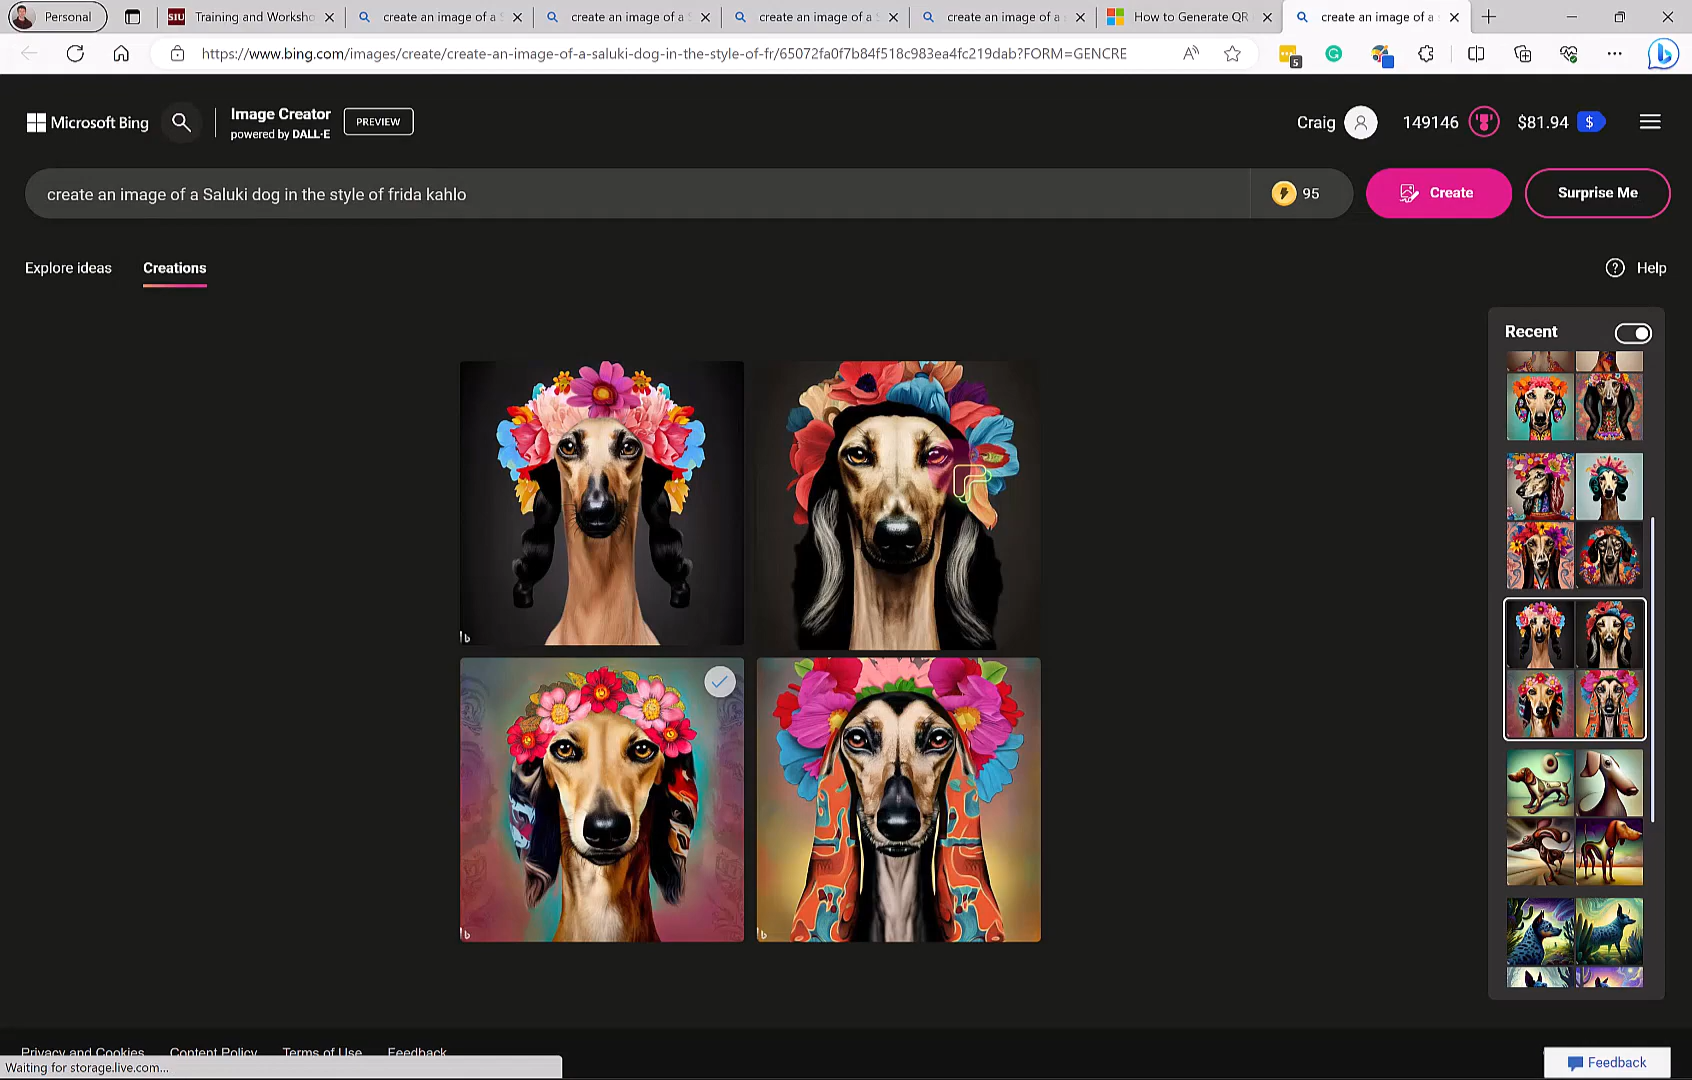 Personal
SIU Training and Worksho
create an image of a S
create an image of a
create an image of a S
create an image of a
How to Generate QR
create an image of a
https://www.bing.com/images/create/create-an-image-of-a-saluki-dog-in-the-style-of-fr/65072fa0f7b84f518c983ea4fc219dab?FORM=GENCRE
5
Microsoft Bing
Image Creator
powered by DALL·E
PREVIEW
Craig
149146
$81.94
$
create an image of a Saluki dog in the style of frida kahlo
95
Create
Surprise Me
Explore ideas
Creations
Help
Recent
Privacy and Cookies
Content Policy
Terms of Use
Feedback
Waiting for storage.live.com...
Feedback